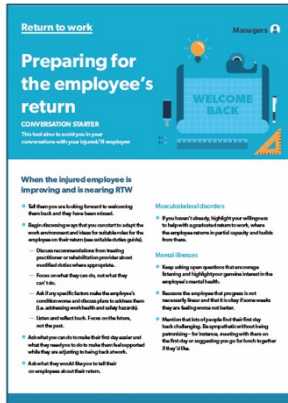 Return to work
Managers
Preparing for
the employee's
return
CONVERSATION STARTER
This tool aims to assist you in your
conversations with your injured/ill employee
WELCOME
BACK
When the injured employee is
improving and is nearing RTW
Tell them you are looking forward to welcoming
them back and they have been missed.
Begin discussing ways that you can start to adapt the
work environment and ideas for suitable roles for the
employee on their return (see suitable duties guide).
— Discuss recommendations from treating
practitioner or rehabilitation provider about
modified duties where appropriate.
— Focus on what they can do, not what they
can't do.
— Ask if any specific factors make the employee's
condition worse and discuss plans to address them
(i.e. addressing work health and safety hazards).
— Listen and reflect back. Focus on the future,
not the past.
Ask what you can do to make their first day easier and
what they need you to do to make them feel supported
while they are adjusting to being back at work.
Ask what they would like you to tell their
co-employees about their return.
Musculoskeletal disorders
If you haven't already, highlight your willingness
to help with a graduated return to work, where
the employee returns in partial capacity and builds
from there.
Mental illnesses
Keep asking open questions that encourage
listening and highlight your genuine interest in the
employee's mental health.
Reassure the employee that progress is not
necessarily linear and that it is okay if some weeks
they are feeling worse not better.
Mention that lots of people find their first day
back challenging. Be sympathetic without being
patronising – for instance, meeting with them on
the first day or suggesting you go for lunch together
if they'd like.